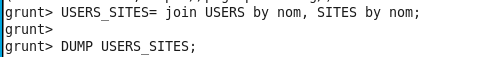 grunt> USERS_SITES= join USERS by nom, SITES by nom;
grunt>
grunt> DUMP USERS_SITES;